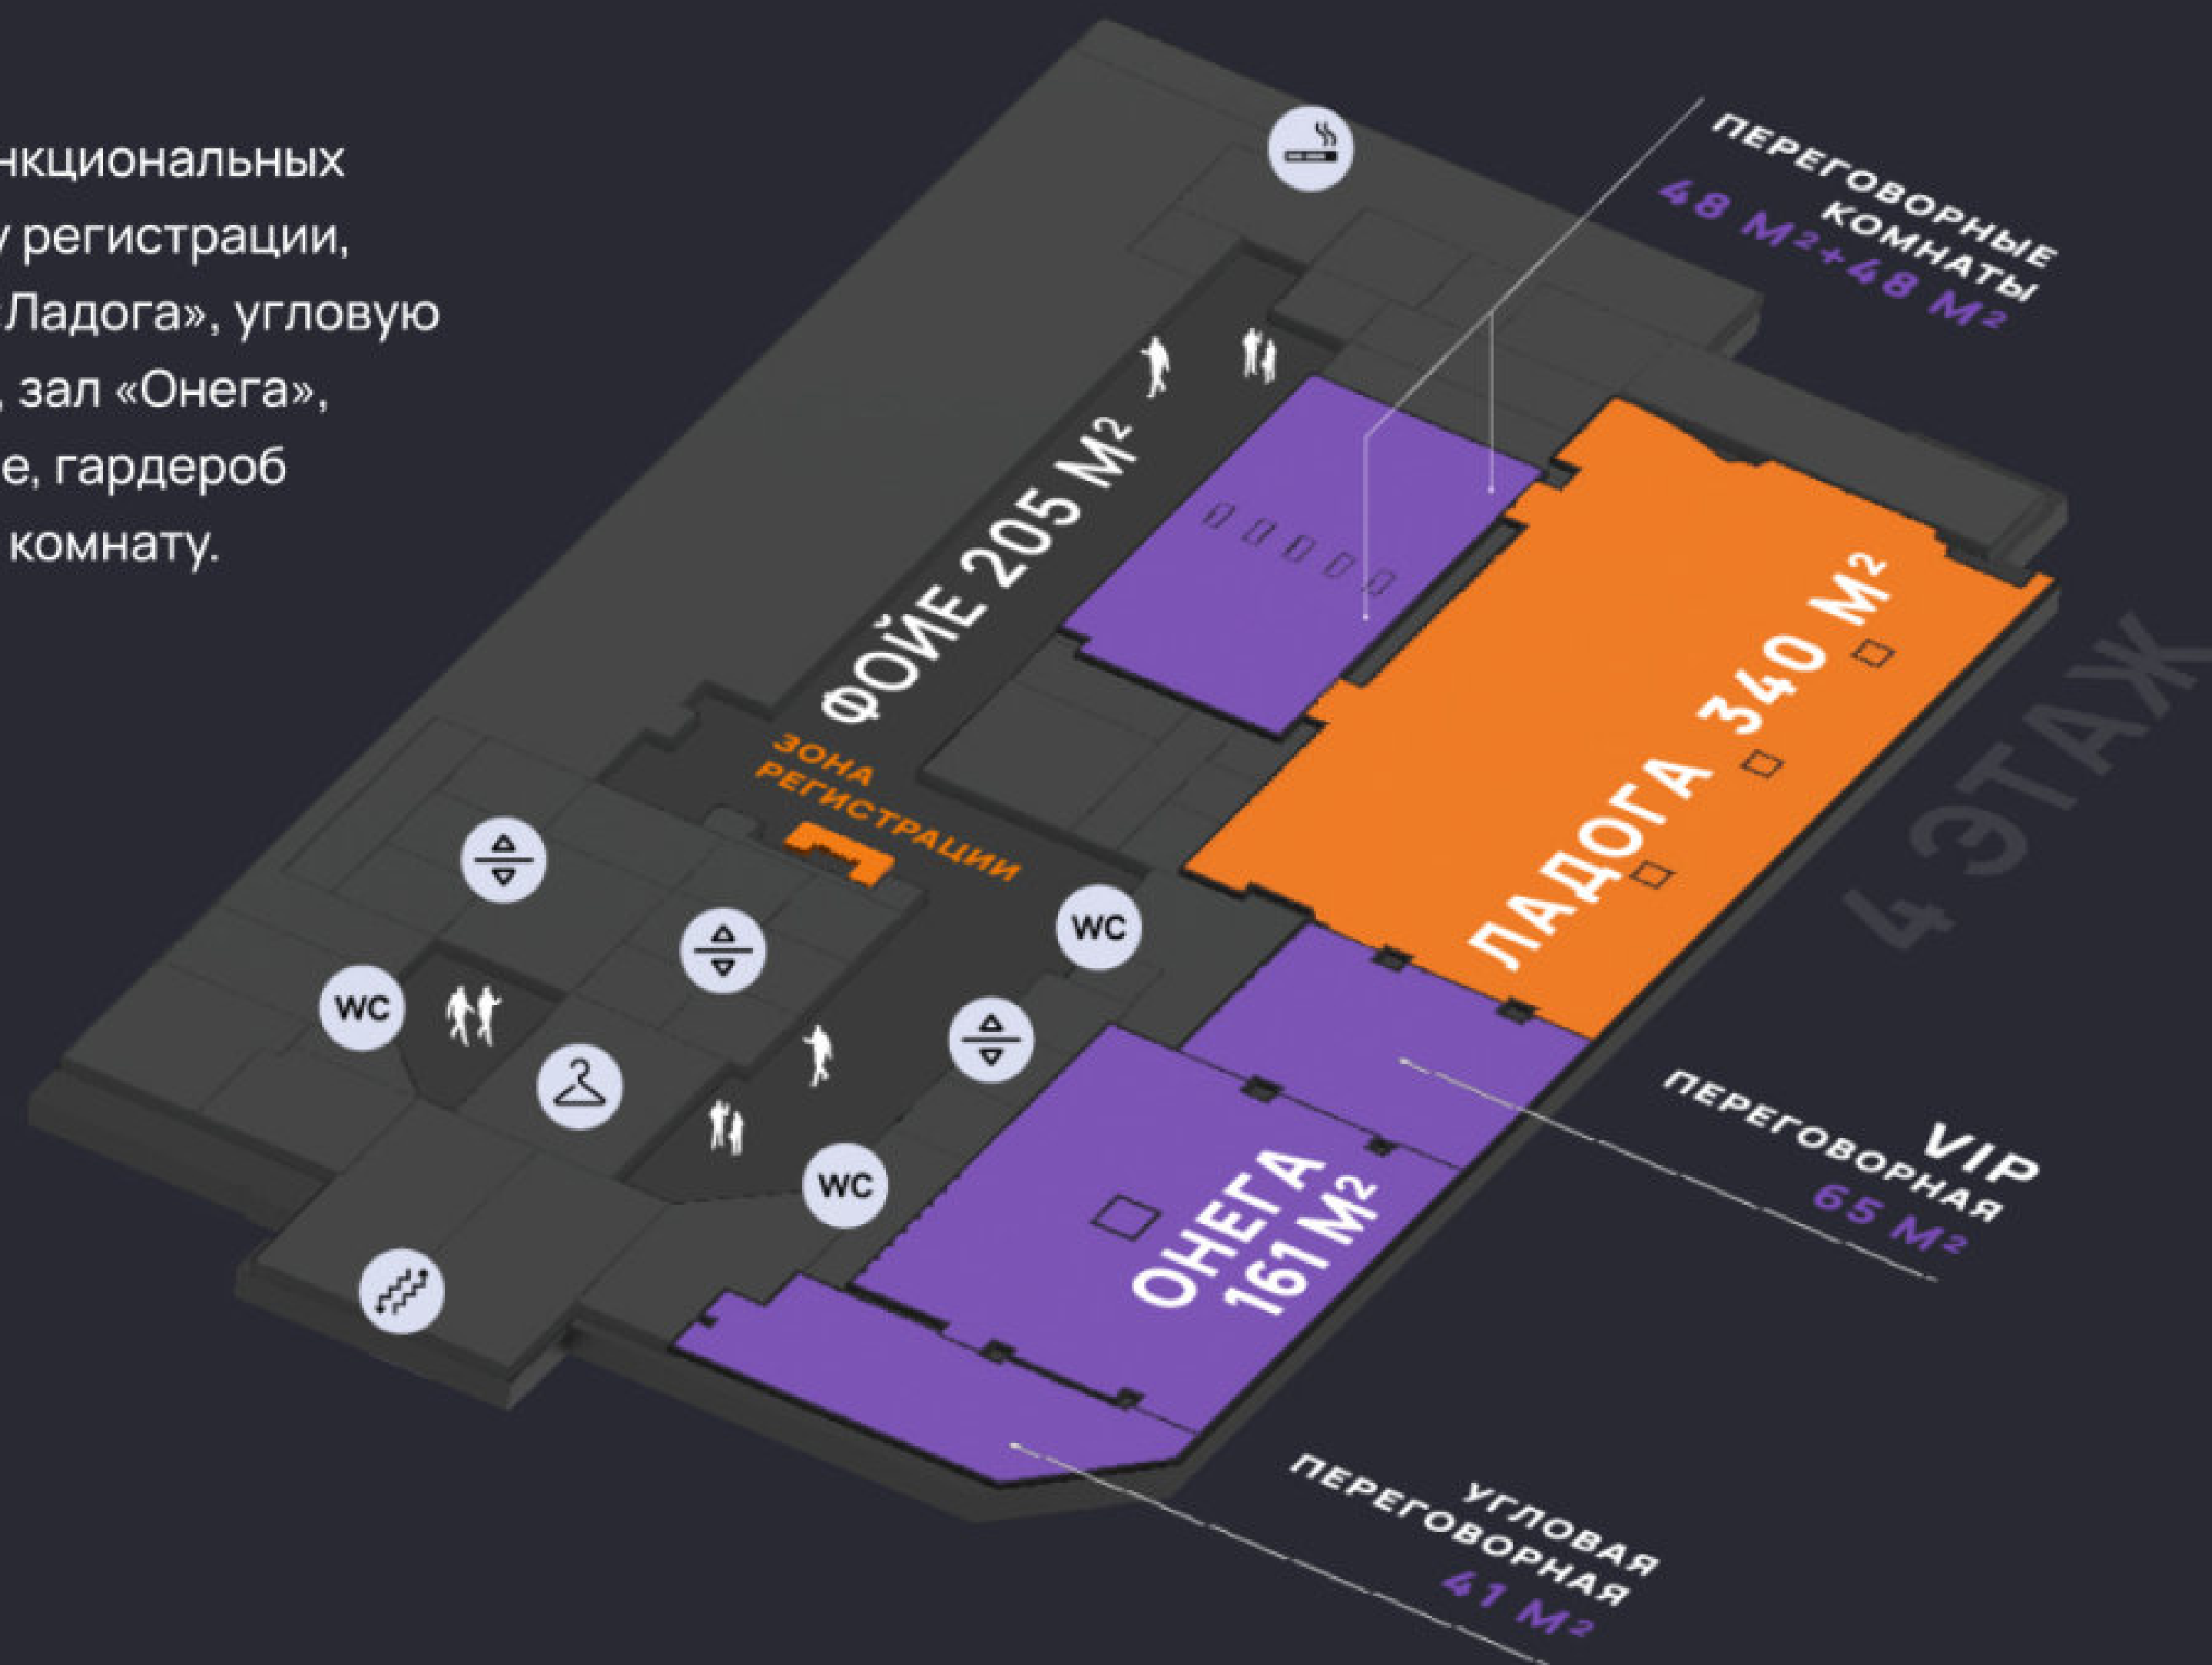 нкциональных
у регистрации,
«Ладога», угловую
, зал «Онега»,
е, гардероб
комнату.
ПЕРЕГОВОРНЫЕ
КОМНАТЫ
48 М²+48 М²
ФОЙЕ 205 М²
ЛАДОГА 340 М²
4 ЭТАЖ
ЗОНА
РЕГИСТРАЦИИ
WC
WC
WC
VIP
ПЕРЕГОВОРНАЯ
65 М²
ОНЕГА
161 М²
УГЛОВАЯ
ПЕРЕГОВОРНАЯ
41 М²